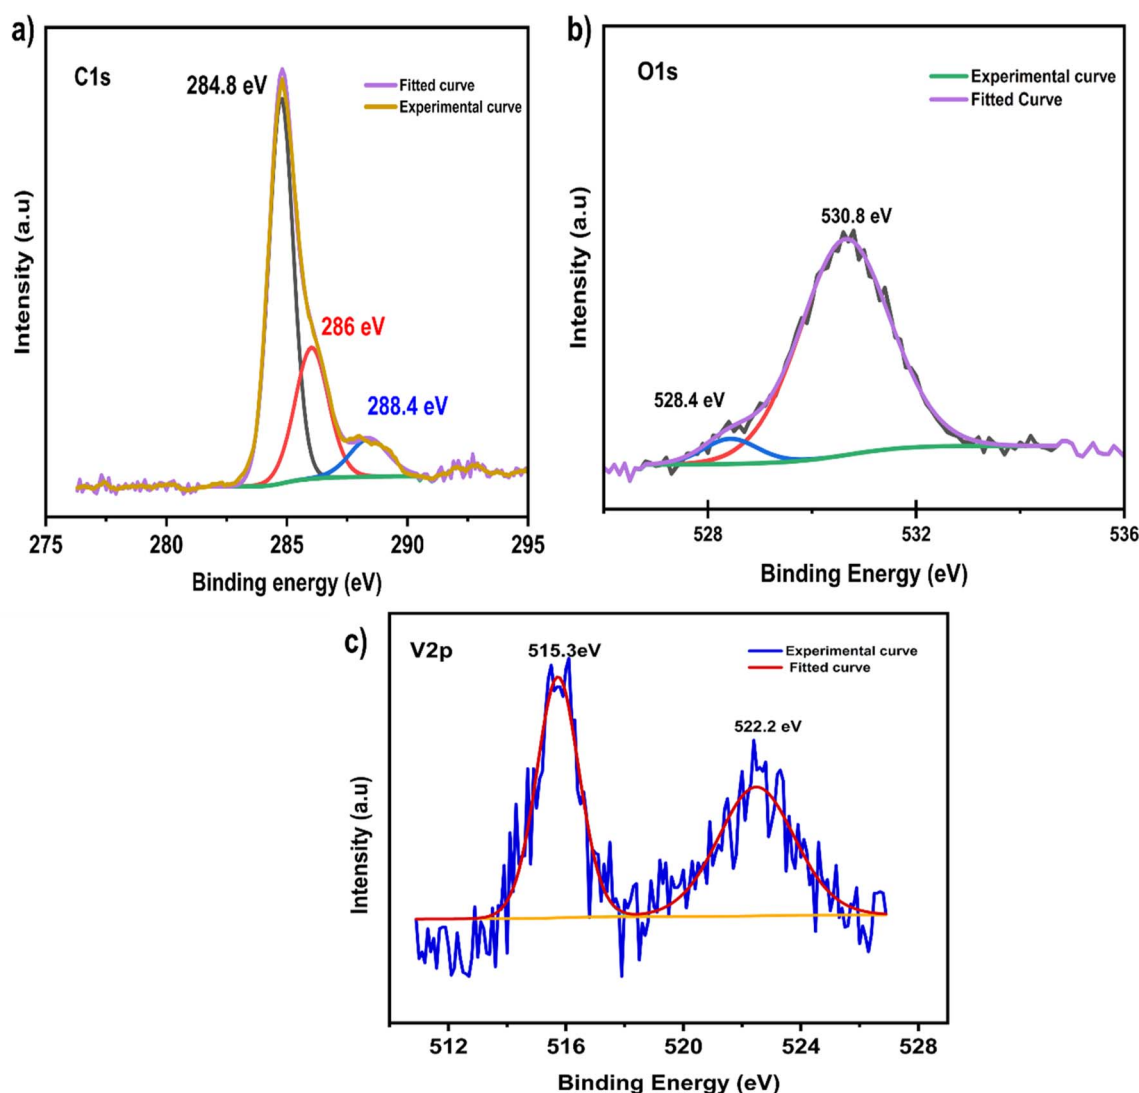 a)
C1s
284.8 eV
Fitted curve
Experimental curve
286 eV
288.4 eV
Intensity (a.u)
275 280 285 290 295
Binding energy (eV)
b)
O1s
Experimental curve
Fitted Curve
530.8 eV
528.4 eV
Intensity (a.u)
528 532 536
Binding Energy (eV)
c)
V2p
515.3eV
Experimental curve
Fitted curve
522.2 eV
Intensity (a.u)
512 516 520 524 528
Binding Energy (eV)